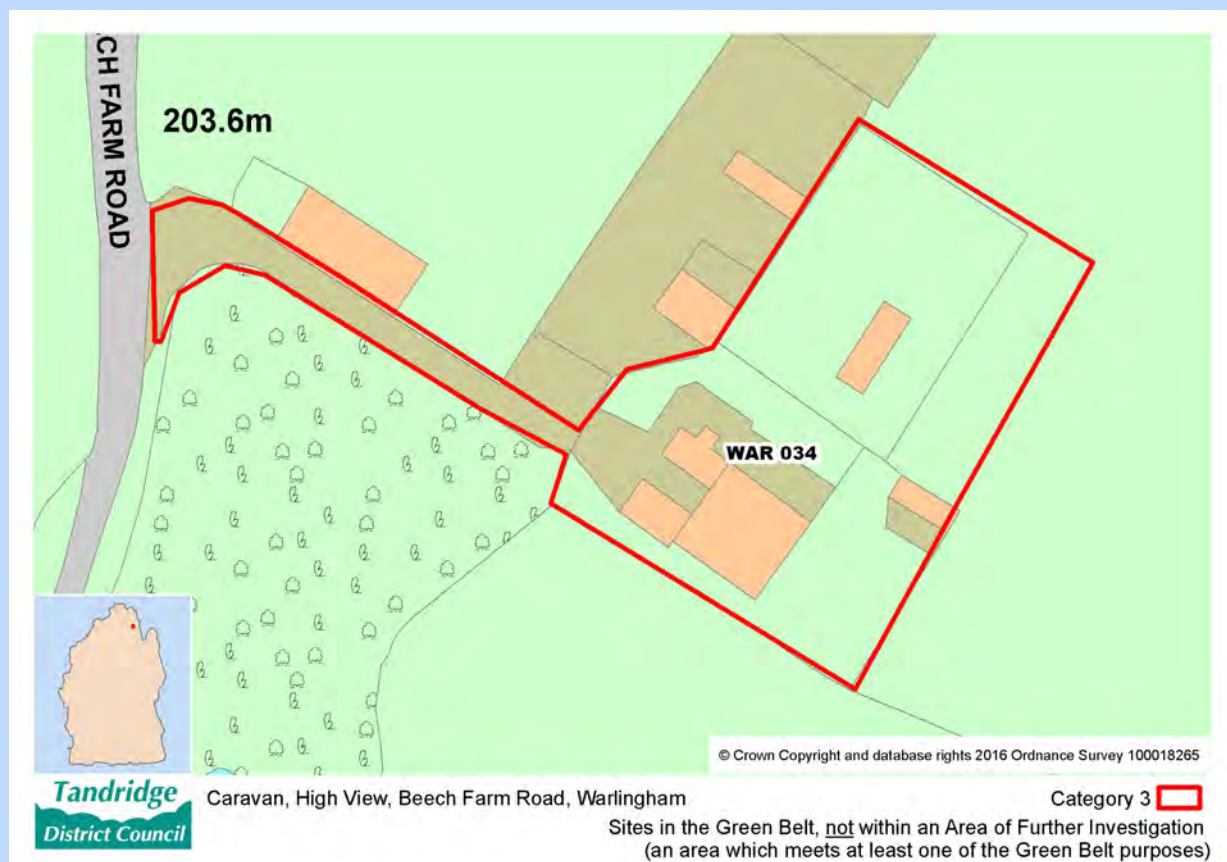 CH FARM ROAD
203.6m
WAR 034
© Crown Copyright and database rights 2016 Ordnance Survey 100018265
Tandridge
District Council
Caravan, High View, Beech Farm Road, Warlingham
Category 3
Sites in the Green Belt, not within an Area of Further Investigation
(an area which meets at least one of the Green Belt purposes)